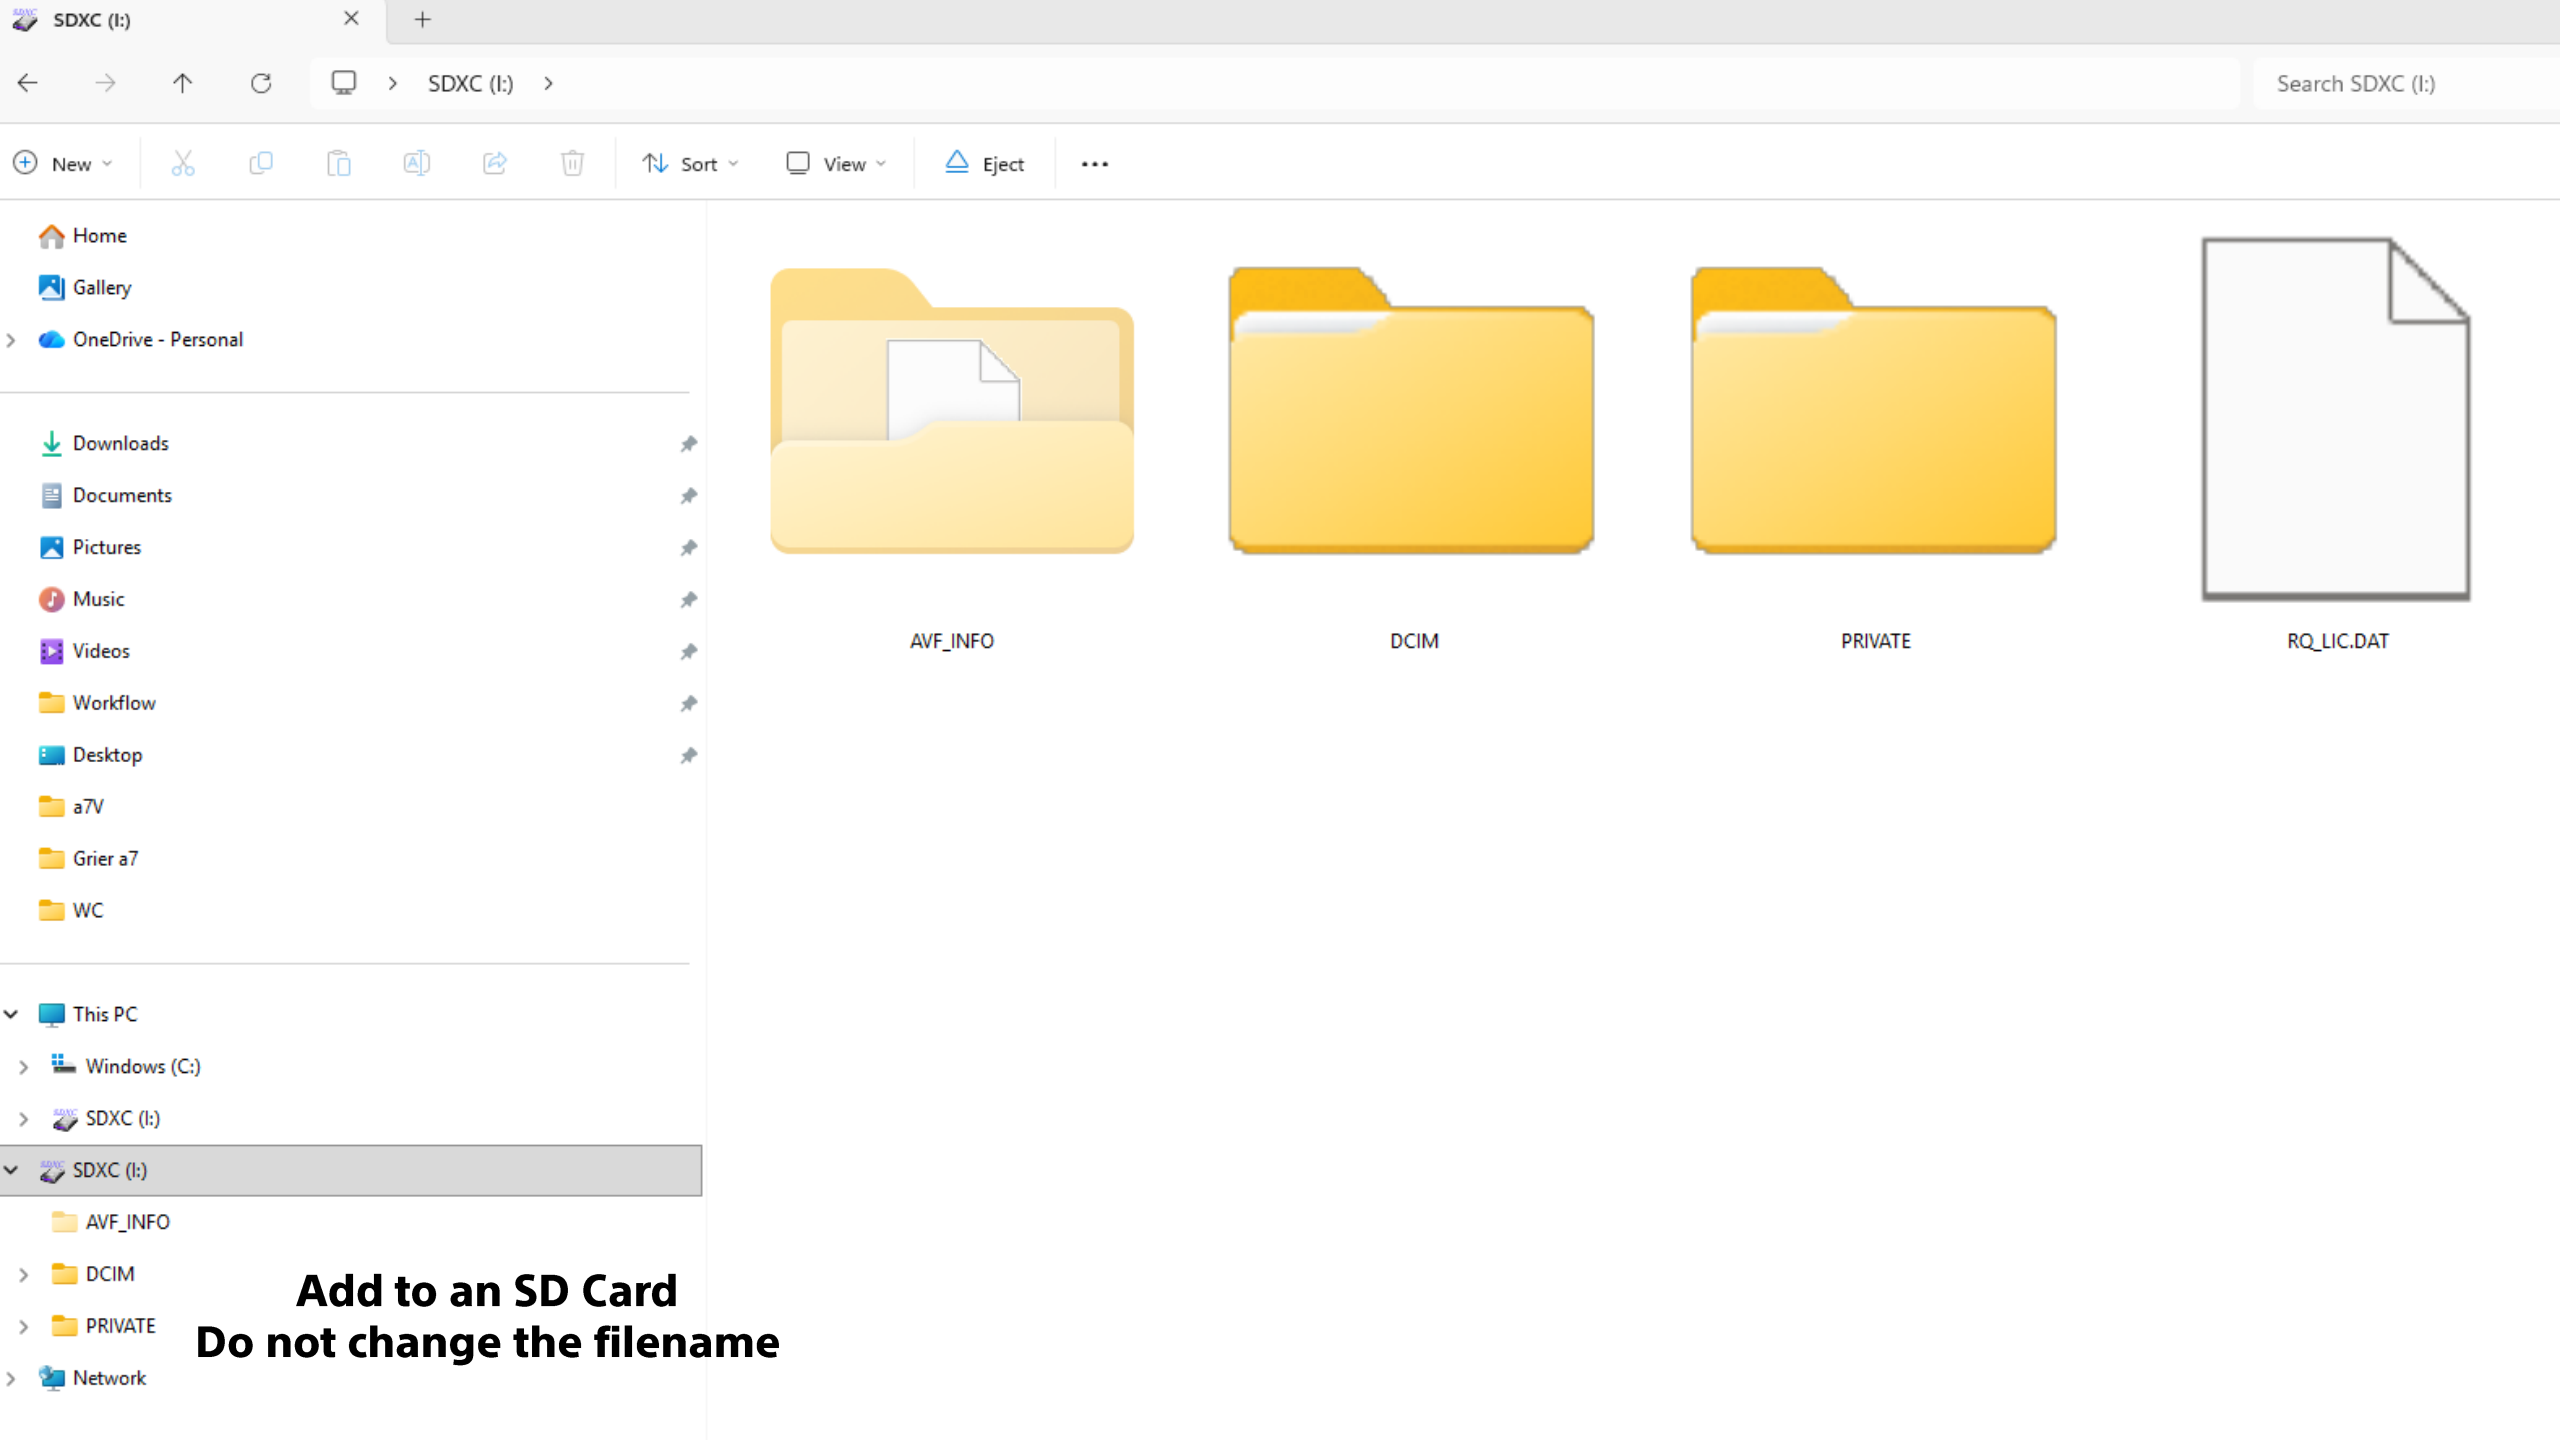 SDXC (I:)
SDXC (I:)
Search SDXC (I:)
New
Sort
View
Eject
Home
Gallery
OneDrive - Personal
Downloads
Documents
Pictures
Music
Videos
Workflow
Desktop
a7V
Grier a7
WC
This PC
Windows (C:)
SDXC (I:)
SDXC (I:)
AVF_INFO
DCIM
PRIVATE
Network
AVF_INFO
DCIM
PRIVATE
RQ_LIC.DAT
Add to an SD Card
Do not change the filename